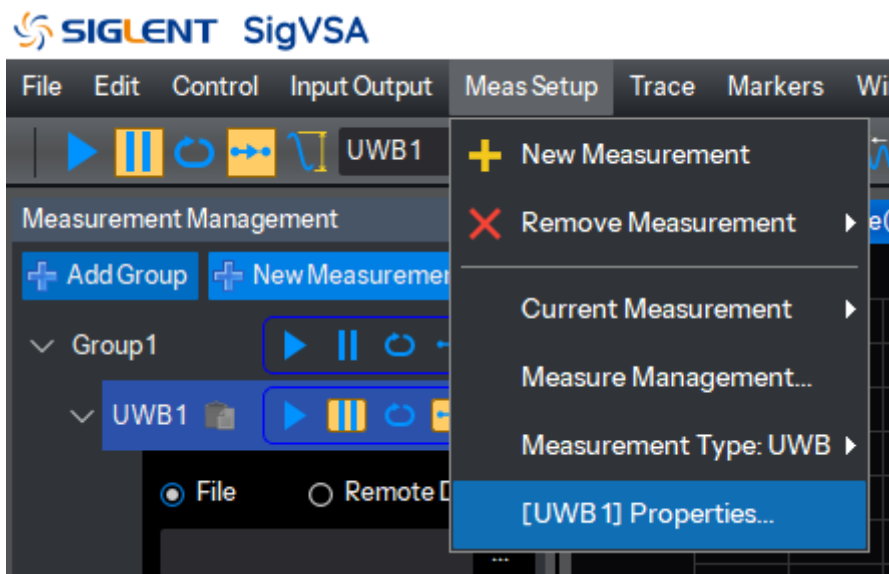 SIGLENT SigVSA
File Edit Control Input Output Meas Setup Trace Markers
UWB1
New Measurement
Measurement Management
Remove Measurement
Add Group New Measuremen
Current Measurement
Group1
Measure Management...
UWB1
Measurement Type: UWB
File Remote D
[UWB1] Properties...
...